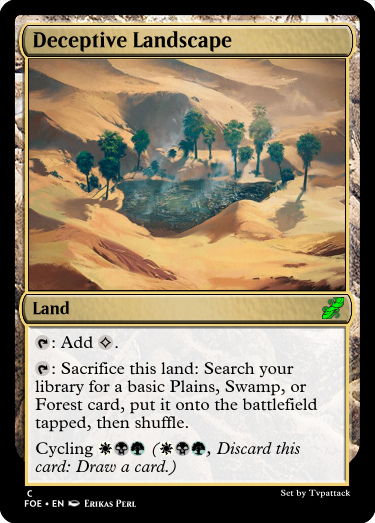 Deceptive Landscape
Land
: Add .
: Sacrifice this land: Search your
library for a basic Plains, Swamp, or
Forest card, put it onto the battlefield
tapped, then shuffle.
Cycling (, Discard this
card: Draw a card.)
C
FOE • EN Erikas Perl
Set by Tvpattack